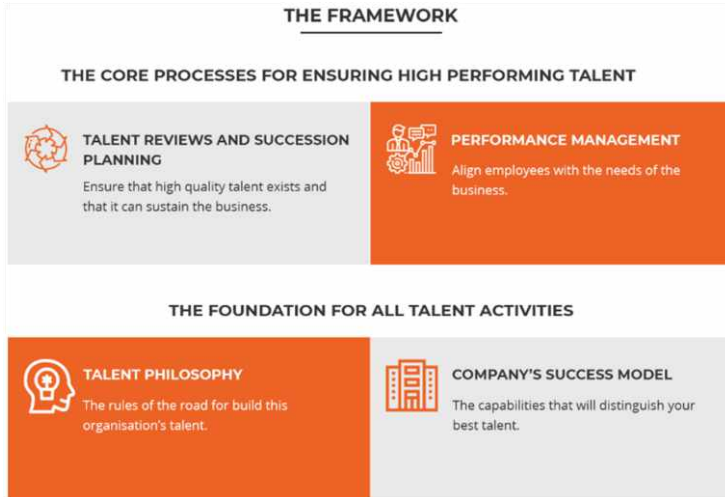 THE FRAMEWORK
THE CORE PROCESSES FOR ENSURING HIGH PERFORMING TALENT
TALENT REVIEWS AND SUCCESSION
PLANNING
Ensure that high quality talent exists and
that it can sustain the business.
PERFORMANCE MANAGEMENT
Align employees with the needs of the
business.
THE FOUNDATION FOR ALL TALENT ACTIVITIES
TALENT PHILOSOPHY
The rules of the road for build this
organisation's talent.
COMPANY'S SUCCESS MODEL
The capabilities that will distinguish your
best talent.